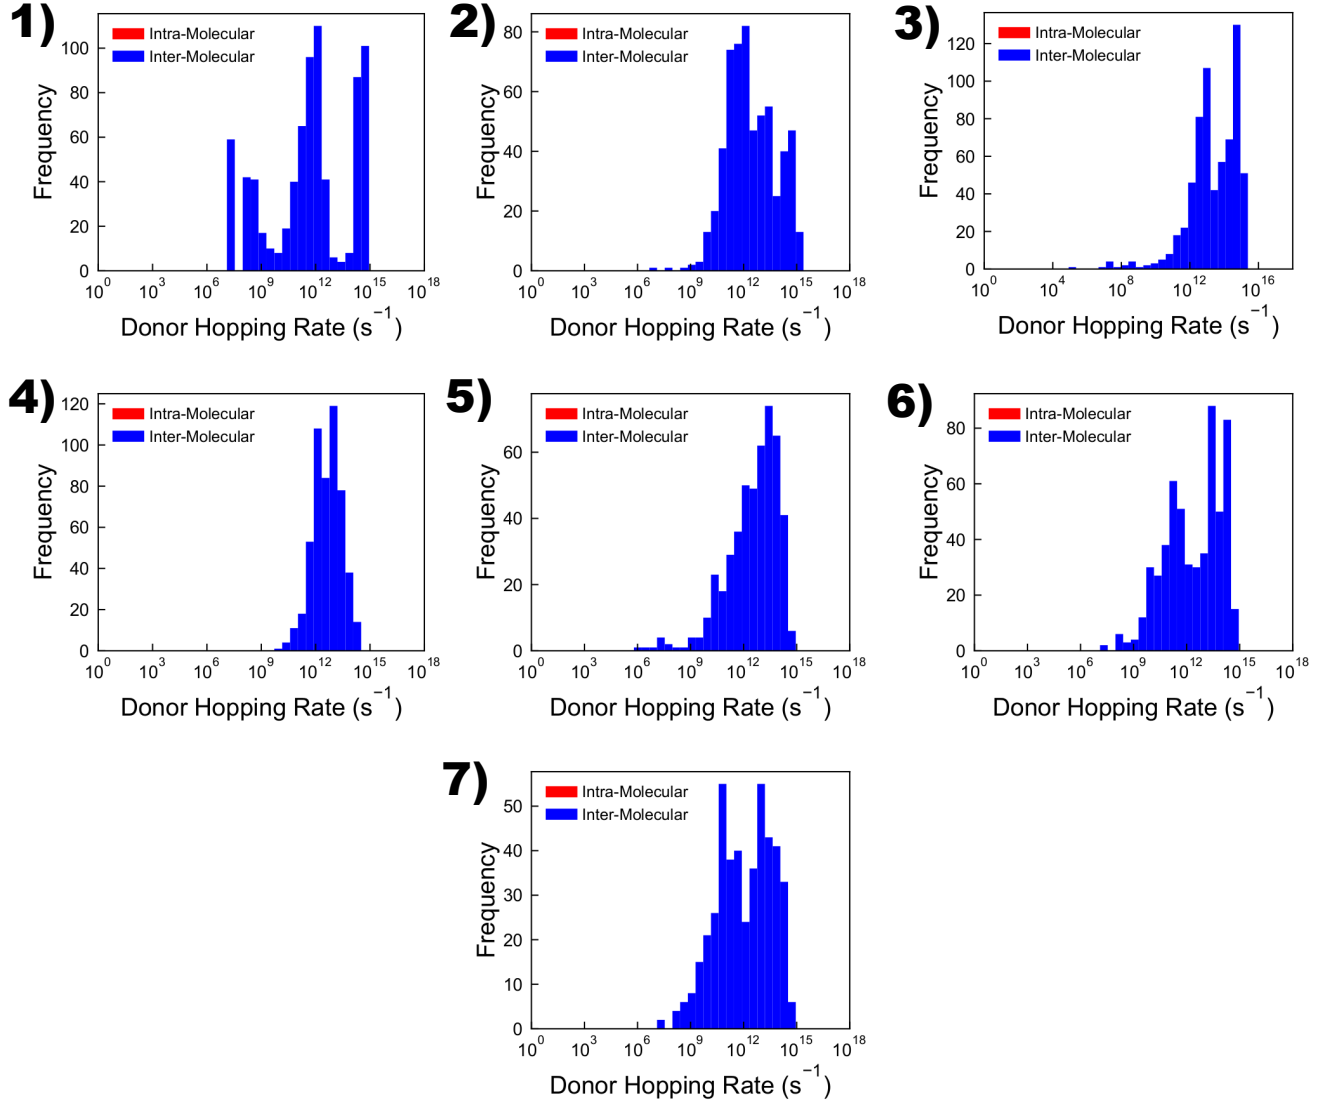 1)
Intra-Molecular
Inter-Molecular
Frequency
100
80
60
40
20
0
10^0 10^3 10^6 10^9 10^12 10^15 10^18
Donor Hopping Rate (s^−1)
2)
Intra-Molecular
Inter-Molecular
Frequency
80
60
40
20
0
10^0 10^3 10^6 10^9 10^12 10^15 10^18
Donor Hopping Rate (s^−1)
3)
Intra-Molecular
Inter-Molecular
Frequency
120
100
80
60
40
20
0
10^0 10^4 10^8 10^12 10^16
Donor Hopping Rate (s^−1)
4)
Intra-Molecular
Inter-Molecular
Frequency
120
100
80
60
40
20
0
10^0 10^3 10^6 10^9 10^12 10^15 10^18
Donor Hopping Rate (s^−1)
5)
Intra-Molecular
Inter-Molecular
Frequency
60
40
20
0
10^0 10^3 10^6 10^9 10^12 10^15 10^18
Donor Hopping Rate (s^−1)
6)
Intra-Molecular
Inter-Molecular
Frequency
80
60
40
20
0
10^0 10^3 10^6 10^9 10^12 10^15 10^18
Donor Hopping Rate (s^−1)
7)
Intra-Molecular
Inter-Molecular
Frequency
50
40
30
20
10
0
10^0 10^3 10^6 10^9 10^12 10^15 10^18
Donor Hopping Rate (s^−1)